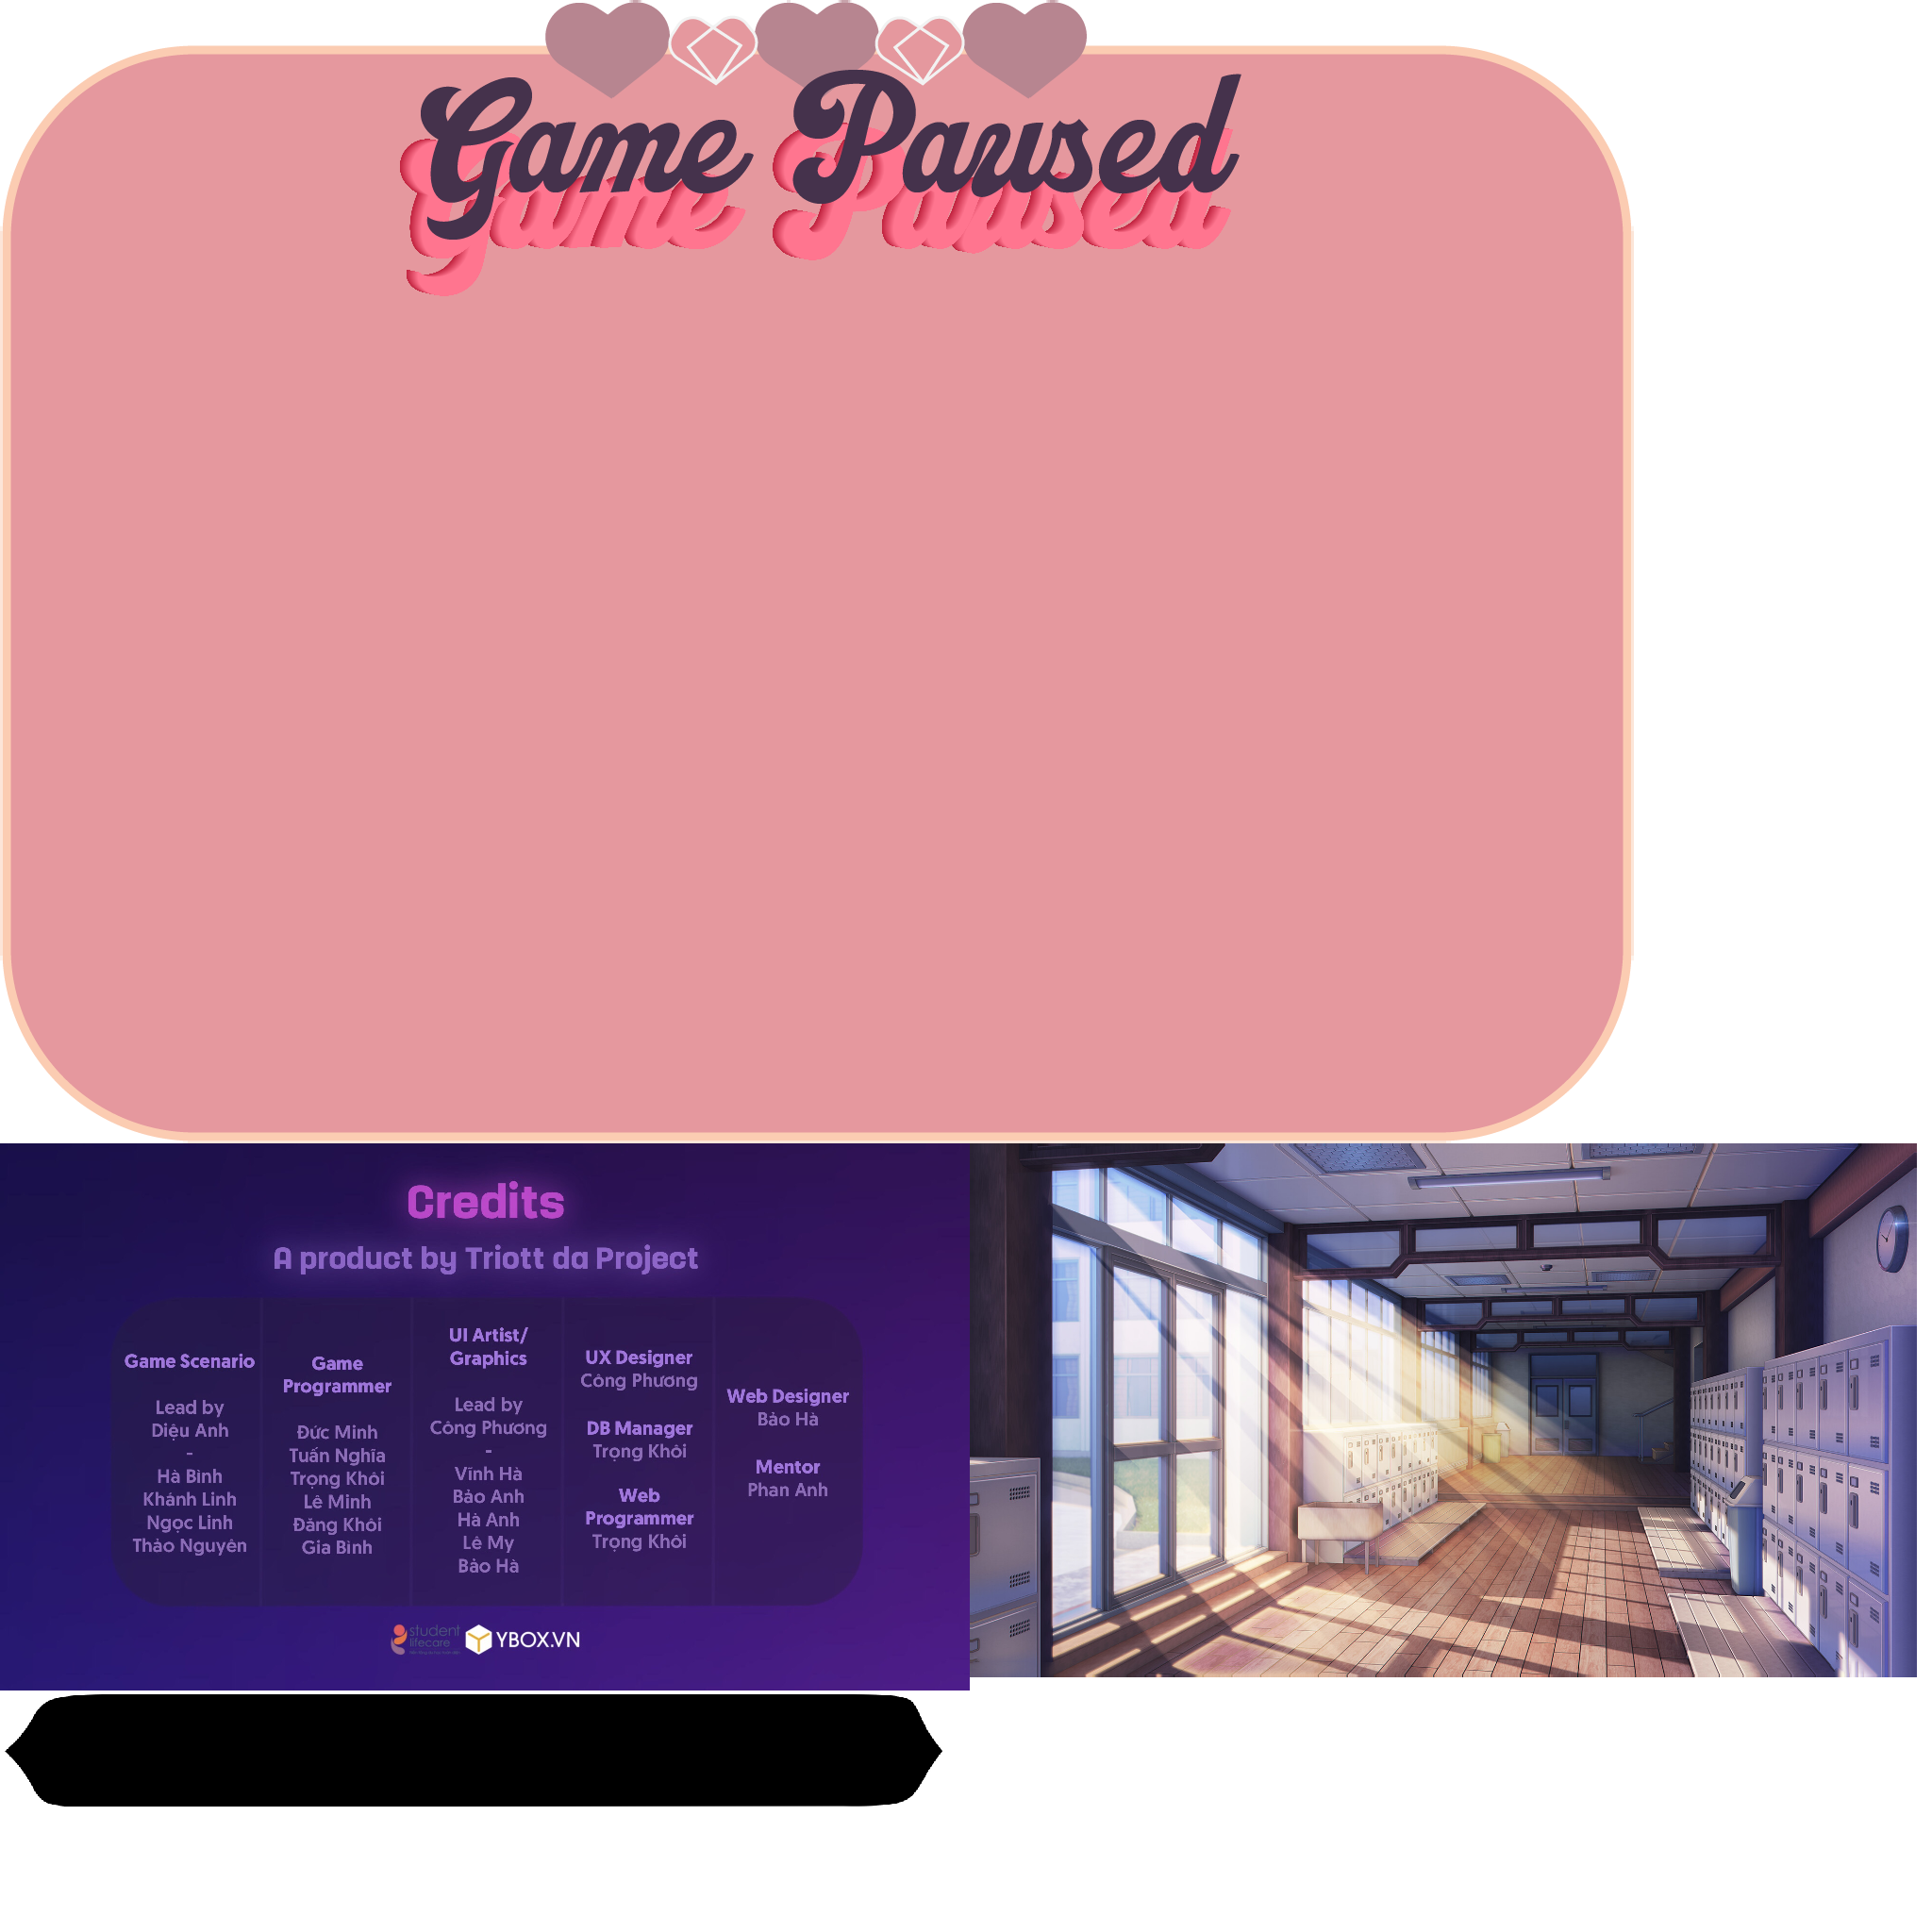 Game Paused
Credits
A product by Triott da Project
Game Scenario
Lead by
Diệu Anh
-
Hà Bình
Khánh Linh
Ngọc Linh
Thảo Nguyên
Game
Programmer
Đức Minh
Tuấn Nghĩa
Trọng Khôi
Lê Minh
Đăng Khôi
Gia Bình
UI Artist/
Graphics
Lead by
Công Phương
-
Vĩnh Hà
Bảo Anh
Hà Anh
Lê My
Bảo Hà
UX Designer
Công Phương
DB Manager
Trọng Khôi
Web
Programmer
Trọng Khôi
Web Designer
Bảo Hà
Mentor
Phan Anh
student
lifecare
YBOX.VN